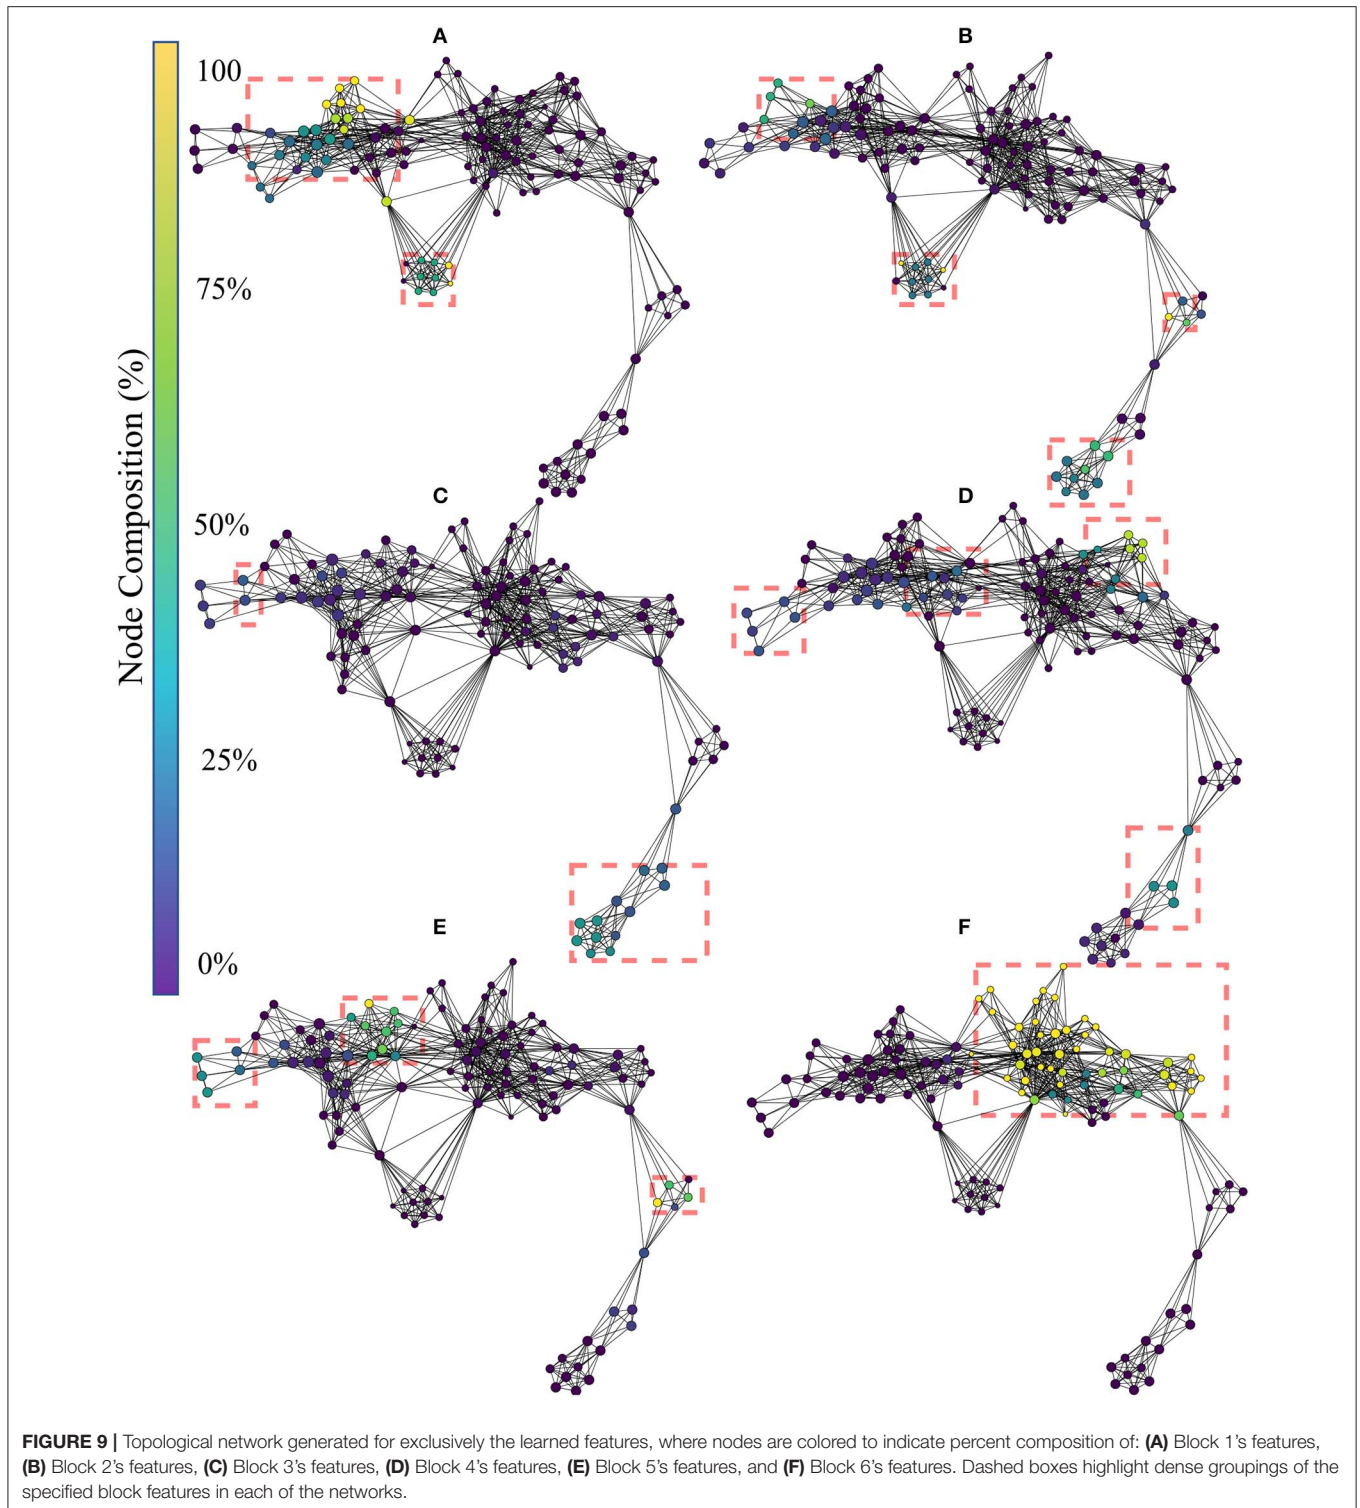 A
B
100
75%
Node Composition (%)
50%
C
D
25%
0%
E
F
FIGURE 9 | Topological network generated for exclusively the learned features, where nodes are colored to indicate percent composition of: (A) Block 1's features,
(B) Block 2's features, (C) Block 3's features, (D) Block 4's features, (E) Block 5's features, and (F) Block 6's features. Dashed boxes highlight dense groupings of the
specified block features in each of the networks.